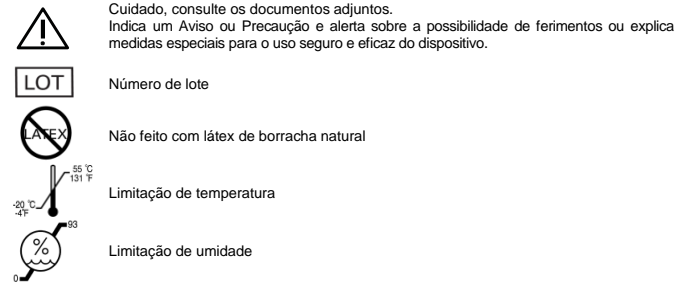 Cuidado, consulte os documentos adjuntos.
Indica um Aviso ou Precaução e alerta sobre a possibilidade de ferimentos ou explica
medidas especiais para o uso seguro e eficaz do dispositivo.
LOT
Número de lote
LATEX
Não feito com látex de borracha natural
55 °C
131 °F
-20 °C
-4°F
Limitação de temperatura
93
%
0
Limitação de umidade